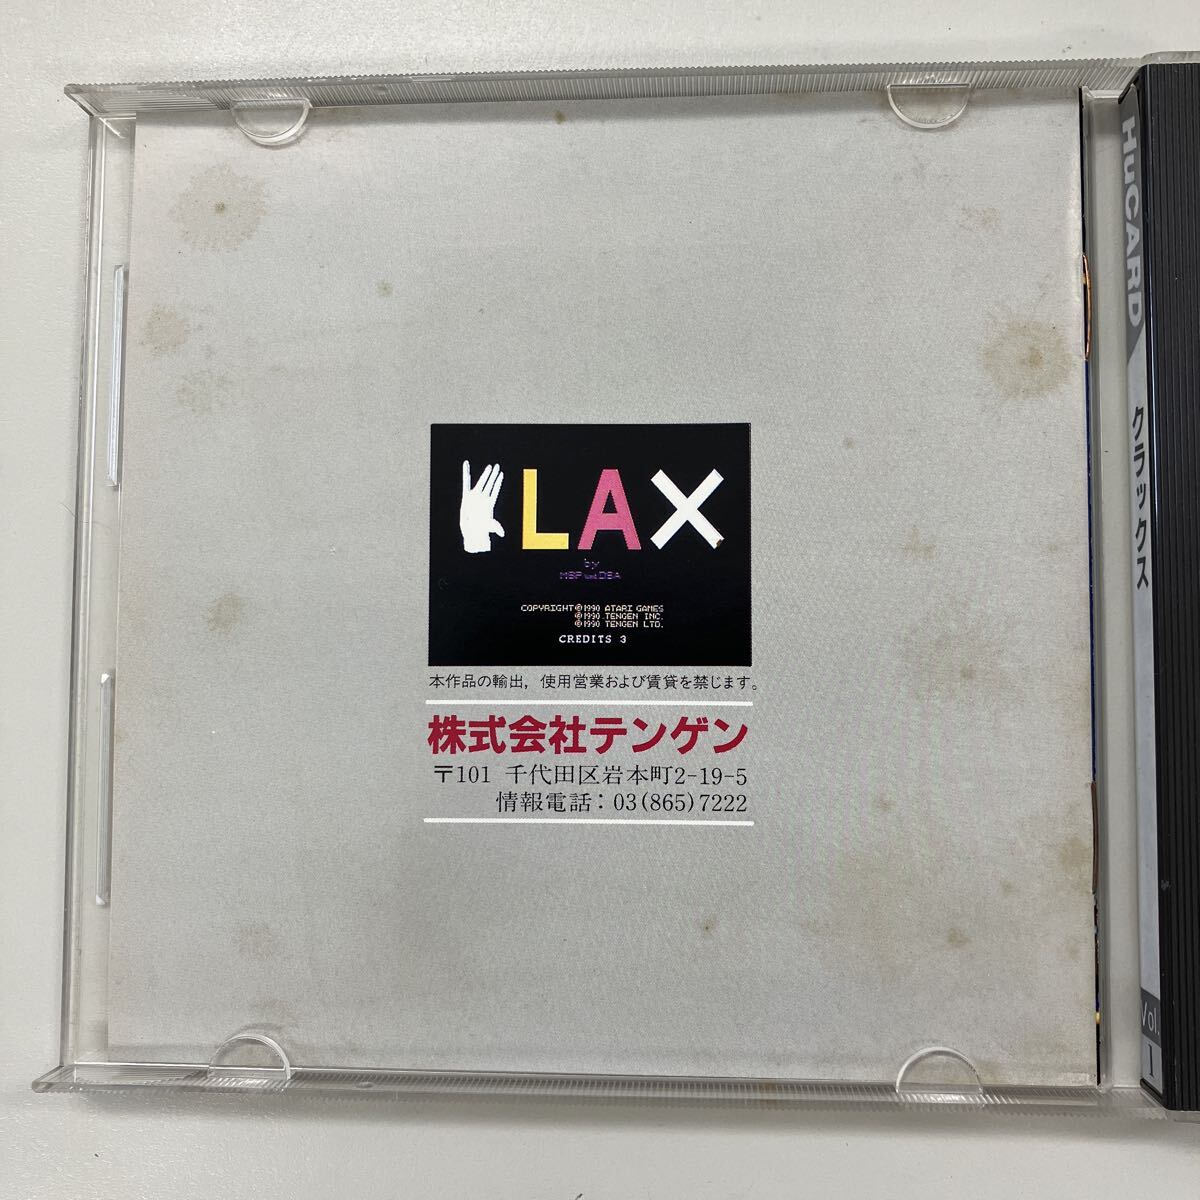 LAX
by
MSP and DSA
COPYRIGHT © 1990 ATARI GAMES
© 1990 TENGEN INC.
© 1990 TENGEN LTD.
CREDITS 3
本作品の輸出，使用営業および賃貸を禁じます。
株式会社テンゲン
〒101 千代田区岩本町2-19-5
情報電話：03(865)7222
HuCARD
クラックス
Vol.
1